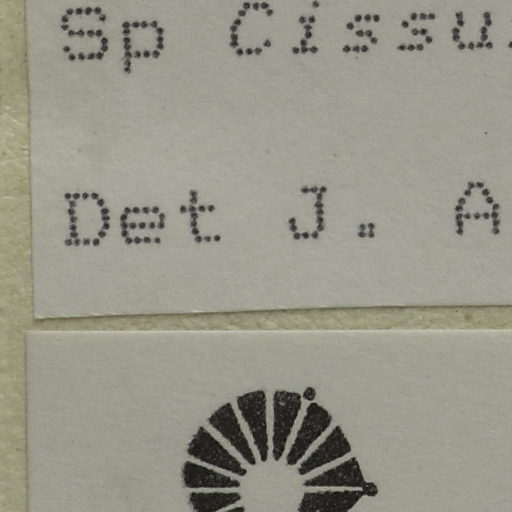 Sp Cissu
Det J. A